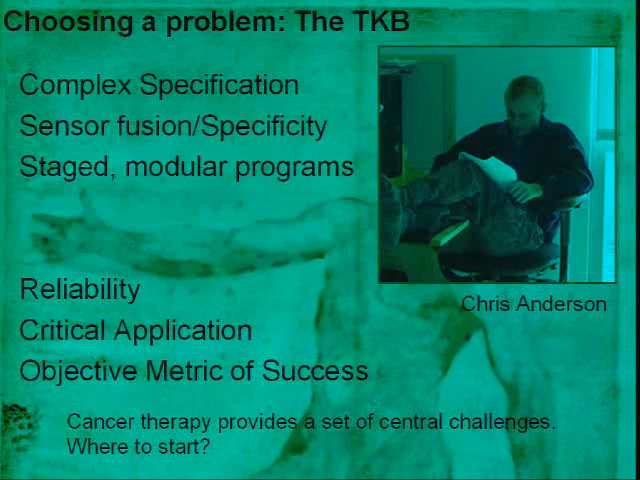 Choosing a problem: The TKB
Complex Specification
Sensor fusion/Specificity
Staged, modular programs
Chris Anderson
Reliability
Critical Application
Objective Metric of Success
Cancer therapy provides a set of central challenges.
Where to start?